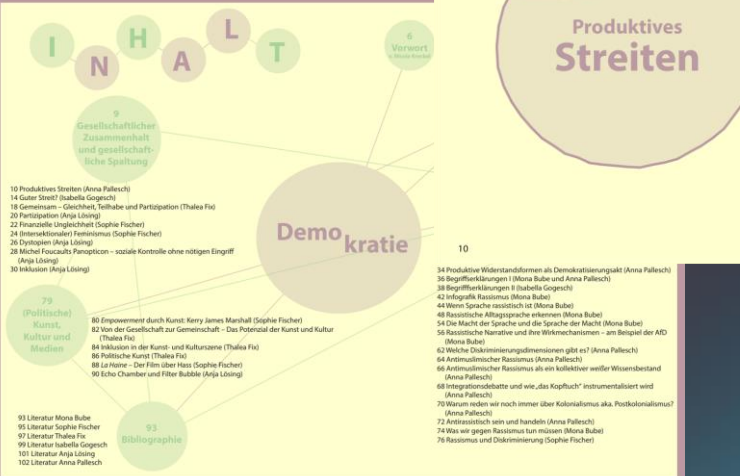 INHALT
6
Vorwort
9
Gesellschaftlicher
Zusammenhalt
und gesellschaft-
liche Spaltung
10 Produktives Streiten (Anna Pallesch)
14 Guter Streit? (Isabella Gogesch)
18 Gemeinsam – Gleichheit, Teilhabe und Partizipation (Thalea Fix)
20 Partizipation (Anja Lösing)
22 Finanzielle Ungleichheit (Sophie Fischer)
24 (Intersektionaler) Feminismus (Sophie Fischer)
26 Dystopien (Anja Lösing)
28 Michel Foucaults Panopticon – soziale Kontrolle ohne nötigen Eingriff
(Anja Lösing)
30 Inklusion (Anja Lösing)
Demo
kratie
79
(Politische)
Kunst,
Kultur und
Medien
80 Empowerment durch Kunst: Kerry James Marshall (Sophie Fischer)
82 Von der Gesellschaft zur Gemeinschaft – Das Potenzial der Kunst und Kultur
(Thalea Fix)
84 Inklusion in der Kunst- und Kulturszene (Thalea Fix)
86 Politische Kunst (Thalea Fix)
88 La Haine – Der Film über Hass (Sophie Fischer)
90 Echo Chamber und Filter Bubble (Anja Lösing)
93
Bibliographie
93 Literatur Mona Bube
95 Literatur Sophie Fischer
97 Literatur Thalea Fix
99 Literatur Isabella Gogesch
101 Literatur Anja Lösing
102 Literatur Anna Pallesch
Produktives
Streiten
10
34 Produktive Widerstandsformen als Demokratisierungsakt (Anna Pallesch)
36 Begriffserklärungen I (Mona Bube und Anna Pallesch)
38 Begriffserklärungen II (Isabella Gogesch)
42 Infografik Rassismus (Mona Bube)
44 Wenn Sprache rassistisch ist (Mona Bube)
48 Rassistische Alltagssprache erkennen (Mona Bube)
54 Die Macht der Sprache und die Sprache der Macht (Mona Bube)
56 Rassistische Narrative und ihre Wirkmechanismen – am Beispiel der AfD
(Mona Bube)
62 Welche Diskriminierungsdimensionen gibt es? (Anna Pallesch)
64 Antimuslimischer Rassismus (Anna Pallesch)
66 Antimuslimischer Rassismus als ein kollektiver weißer Wissensbestand
(Anna Pallesch)
68 Integrationsdebatte und wie „das Kopftuch“ instrumentalisiert wird
(Anna Pallesch)
70 Warum reden wir noch immer über Kolonialismus aka. Postkolonialismus?
(Anna Pallesch)
72 Antirassistisch sein und handeln (Anna Pallesch)
74 Was wir gegen Rassismus tun müssen (Mona Bube)
76 Rassismus und Diskriminierung (Sophie Fischer)